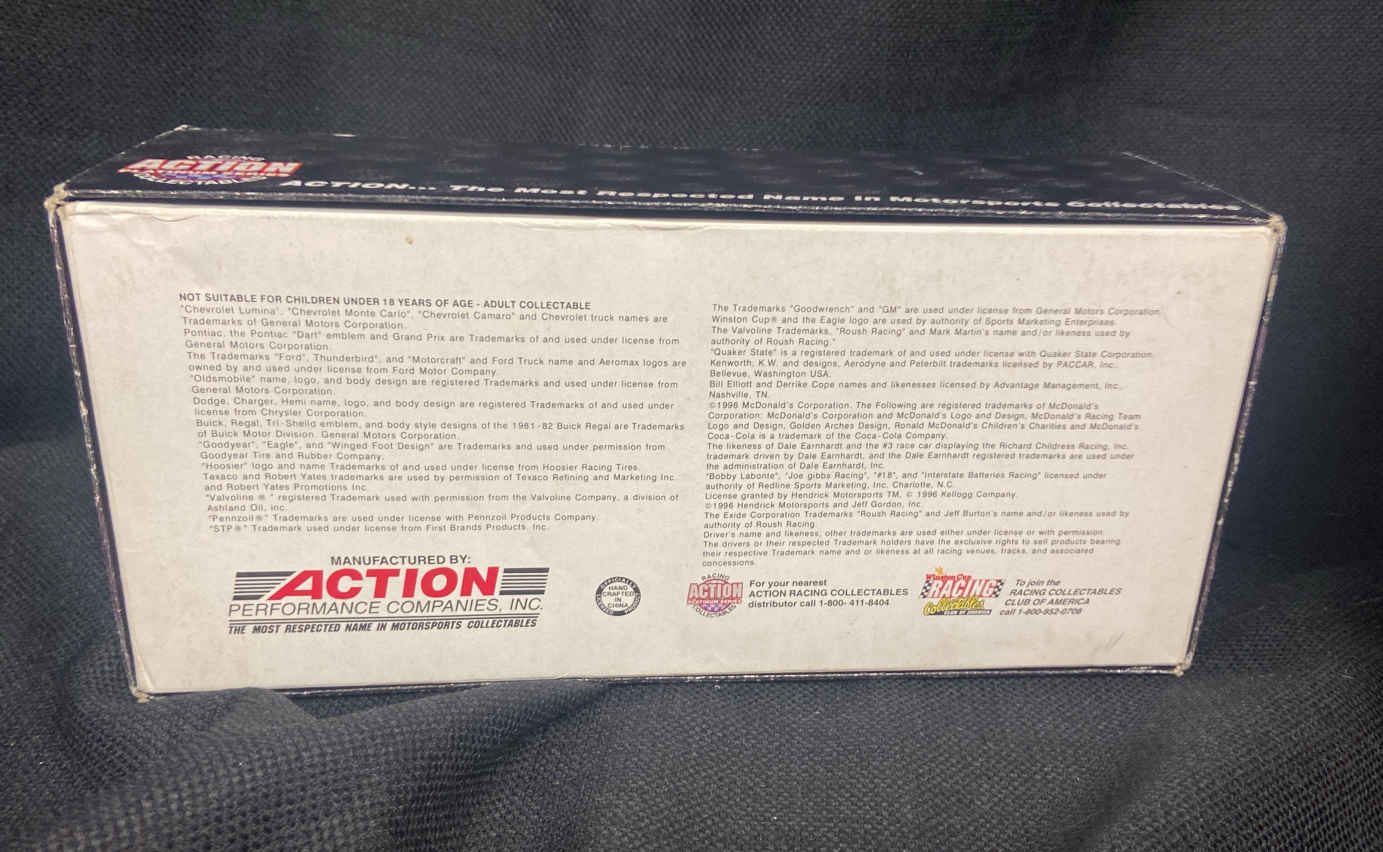 RACING
ACTION
PLATINUM SERIES
COLLECTABLES
ACTION... The Most Respected Name In Motorsports Collectables
NOT SUITABLE FOR CHILDREN UNDER 18 YEARS OF AGE - ADULT COLLECTABLE
"Chevrolet Lumina", "Chevrolet Monte Carlo", "Chevrolet Camaro" and Chevrolet truck names are
Trademarks of General Motors Corporation.
Pontiac, the Pontiac "Dart" emblem and Grand Prix are Trademarks of and used under license from
General Motors Corporation.
The Trademarks "Ford", Thunderbird", and "Motorcraft" and Ford Truck name and Aeromax logos are
owned by and used under license from Ford Motor Company.
"Oldsmobile" name, logo, and body design are registered Trademarks and used under license from
General Motors Corporation.
Dodge, Charger, Hemi name, logo, and body design are registered Trademarks of and used under
license from Chrysler Corporation.
Buick, Regal, Tri-Sheild emblem, and body style designs of the 1981-82 Buick Regal are Trademarks
of Buick Motor Division, General Motors Corporation.
"Goodyear", "Eagle", and "Winged Foot Design" are Trademarks and used under permission from
Goodyear Tire and Rubber Company.
"Hoosier" logo and name Trademarks of and used under license from Hoosier Racing Tires.
Texaco and Robert Yates trademarks are used by permission of Texaco Refining and Marketing Inc.
and Robert Yates Promotions Inc.
"Valvoline ® " registered Trademark used with permission from the Valvoline Company, a division of
Ashland Oil, inc.
"Pennzoil®" Trademarks are used under license with Pennzoil Products Company.
"STP®" Trademark used under license from First Brands Products, Inc.
The Trademarks "Goodwrench" and "GM" are used under license from General Motors Corporation.
Winston Cup® and the Eagle logo are used by authority of Sports Marketing Enterprises.
The Valvoline Trademarks, "Roush Racing" and Mark Martin's name and/or likeness used by
authority of Roush Racing."
"Quaker State" is a registered trademark of and used under license with Quaker State Corporation.
Kenworth, K.W. and designs, Aerodyne and Peterbilt trademarks licensed by PACCAR, Inc.,
Bellevue, Washington USA.
Bill Elliott and Derrike Cope names and likenesses licensed by Advantage Management, Inc.,
Nashville, TN.
©1996 McDonald's Corporation. The Following are registered trademarks of McDonald's
Corporation: McDonald's Corporation and McDonald's Logo and Design, McDonald's Racing Team
Logo and Design, Golden Arches Design, Ronald McDonald's Children's Charities and McDonald's
Coca-Cola is a trademark of the Coca-Cola Company.
The likeness of Dale Earnhardt and the #3 race car displaying the Richard Childress Racing, Inc.
trademark driven by Dale Earnhardt, and the Dale Earnhardt registered trademarks are used under
the administration of Dale Earnhardt, Inc.
"Bobby Labonte", "Joe gibbs Racing", "#18", and "Interstate Batteries Racing" licensed under
authority of Redline Sports Marketing, Inc. Charlotte, N.C.
License granted by Hendrick Motorsports TM, © 1996 Kellogg Company.
©1996 Hendrick Motorsports and Jeff Gordon, Inc.
The Exide Corporation Trademarks "Roush Racing" and Jeff Burton's name and/or likeness used by
authority of Roush Racing.
Driver's name and likeness, other trademarks are used either under license or with permission.
The drivers or their respected Trademark holders have the exclusive rights to sell products bearing
their respective Trademark name and or likeness at all racing venues, tracks, and associated
concessions.
MANUFACTURED BY:
ACTION
PERFORMANCE COMPANIES, INC.
THE MOST RESPECTED NAME IN MOTORSPORTS COLLECTABLES
OFFICIALLY
HAND
CRAFTED
IN
CHINA
LICENSED PRODUCT
RACING
ACTION
PLATINUM SERIES
COLLECTABLES
For your nearest
ACTION RACING COLLECTABLES
distributor call 1-800- 411-8404
Winston Cup
RACING
Collectables
CLUB OF AMERICA
To join the
RACING COLLECTABLES
CLUB OF AMERICA
call 1-800-952-0708